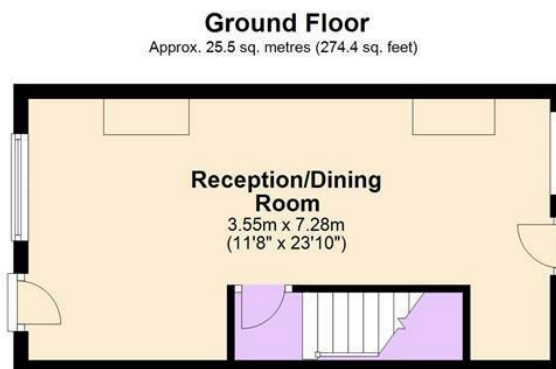 Ground Floor
Approx. 25.5 sq. metres (274.4 sq. feet)
Reception/Dining
Room
3.55m x 7.28m
(11'8" x 23'10")